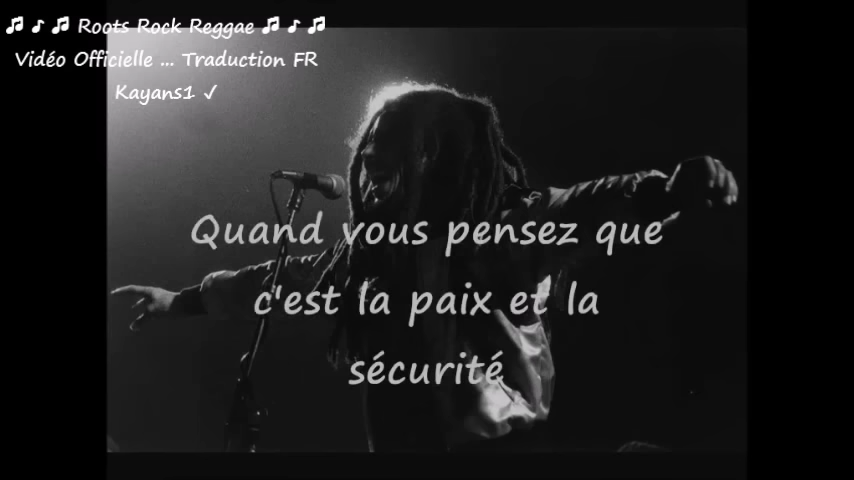 🎵 ♪ 🎵 Roots Rock Reggae 🎵 ♪ 🎵
Vidéo Officielle ... Traduction FR
Kayans1 ✓
Quand vous pensez que
c'est la paix et la
sécurité